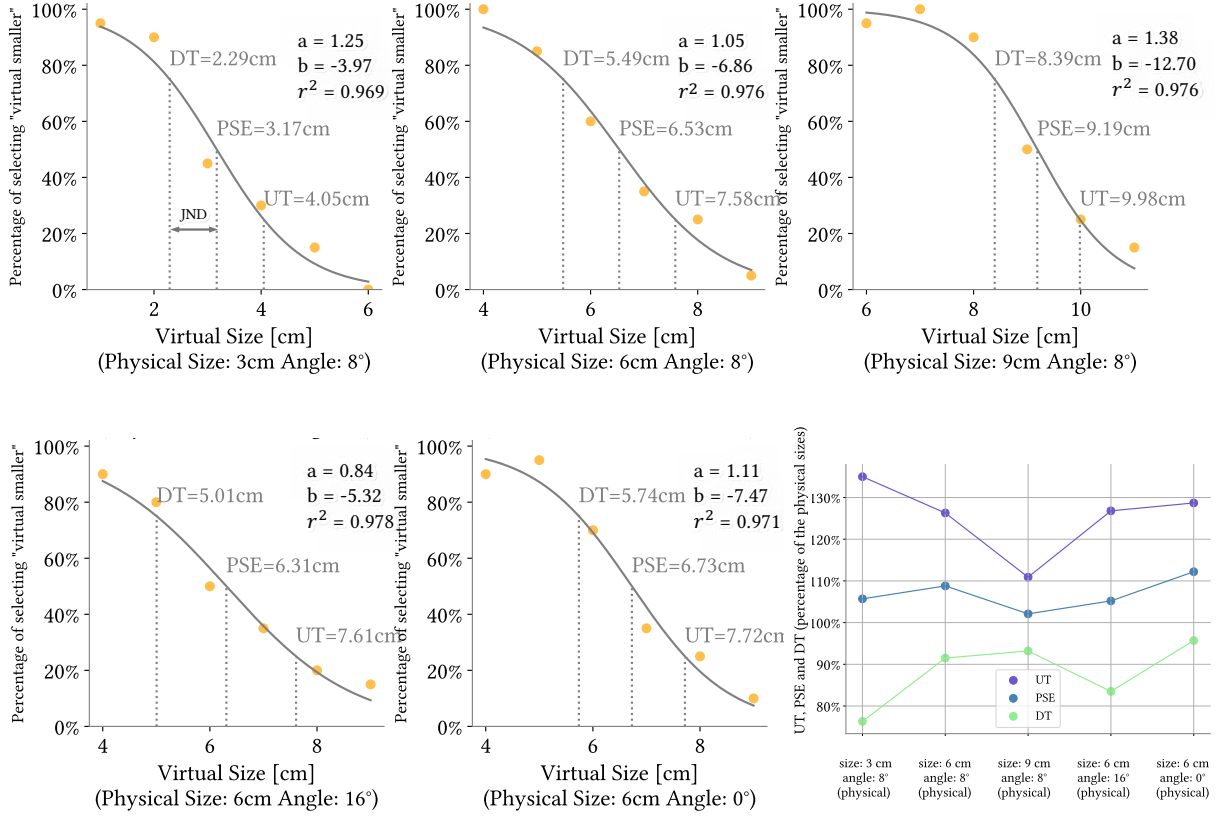 Percentage of selecting "virtual smaller"
100%
80%
60%
40%
20%
0%
DT=2.29cm
a = 1.25
b = -3.97
r² = 0.969
PSE=3.17cm
UT=4.05cm
JND
2
4
6
Virtual Size [cm]
(Physical Size: 3cm Angle: 8°)
Percentage of selecting "virtual smaller"
100%
80%
60%
40%
20%
0%
DT=5.49cm
a = 1.05
b = -6.86
r² = 0.976
PSE=6.53cm
UT=7.58cm
4
6
8
Virtual Size [cm]
(Physical Size: 6cm Angle: 8°)
Percentage of selecting "virtual smaller"
100%
80%
60%
40%
20%
0%
DT=8.39cm
a = 1.38
b = -12.70
r² = 0.976
PSE=9.19cm
UT=9.98cm
6
8
10
Virtual Size [cm]
(Physical Size: 9cm Angle: 8°)
Percentage of selecting "virtual smaller"
100%
80%
60%
40%
20%
0%
DT=5.01cm
a = 0.84
b = -5.32
r² = 0.978
PSE=6.31cm
UT=7.61cm
4
6
8
Virtual Size [cm]
(Physical Size: 6cm Angle: 16°)
Percentage of selecting "virtual smaller"
100%
80%
60%
40%
20%
0%
DT=5.74cm
a = 1.11
b = -7.47
r² = 0.971
PSE=6.73cm
UT=7.72cm
4
6
8
Virtual Size [cm]
(Physical Size: 6cm Angle: 0°)
UT, PSE and DT (percentage of the physical sizes)
130%
120%
110%
100%
90%
80%
UT
PSE
DT
size: 3 cm
angle: 8°
(physical)
size: 6 cm
angle: 8°
(physical)
size: 9 cm
angle: 8°
(physical)
size: 6 cm
angle: 16°
(physical)
size: 6 cm
angle: 0°
(physical)